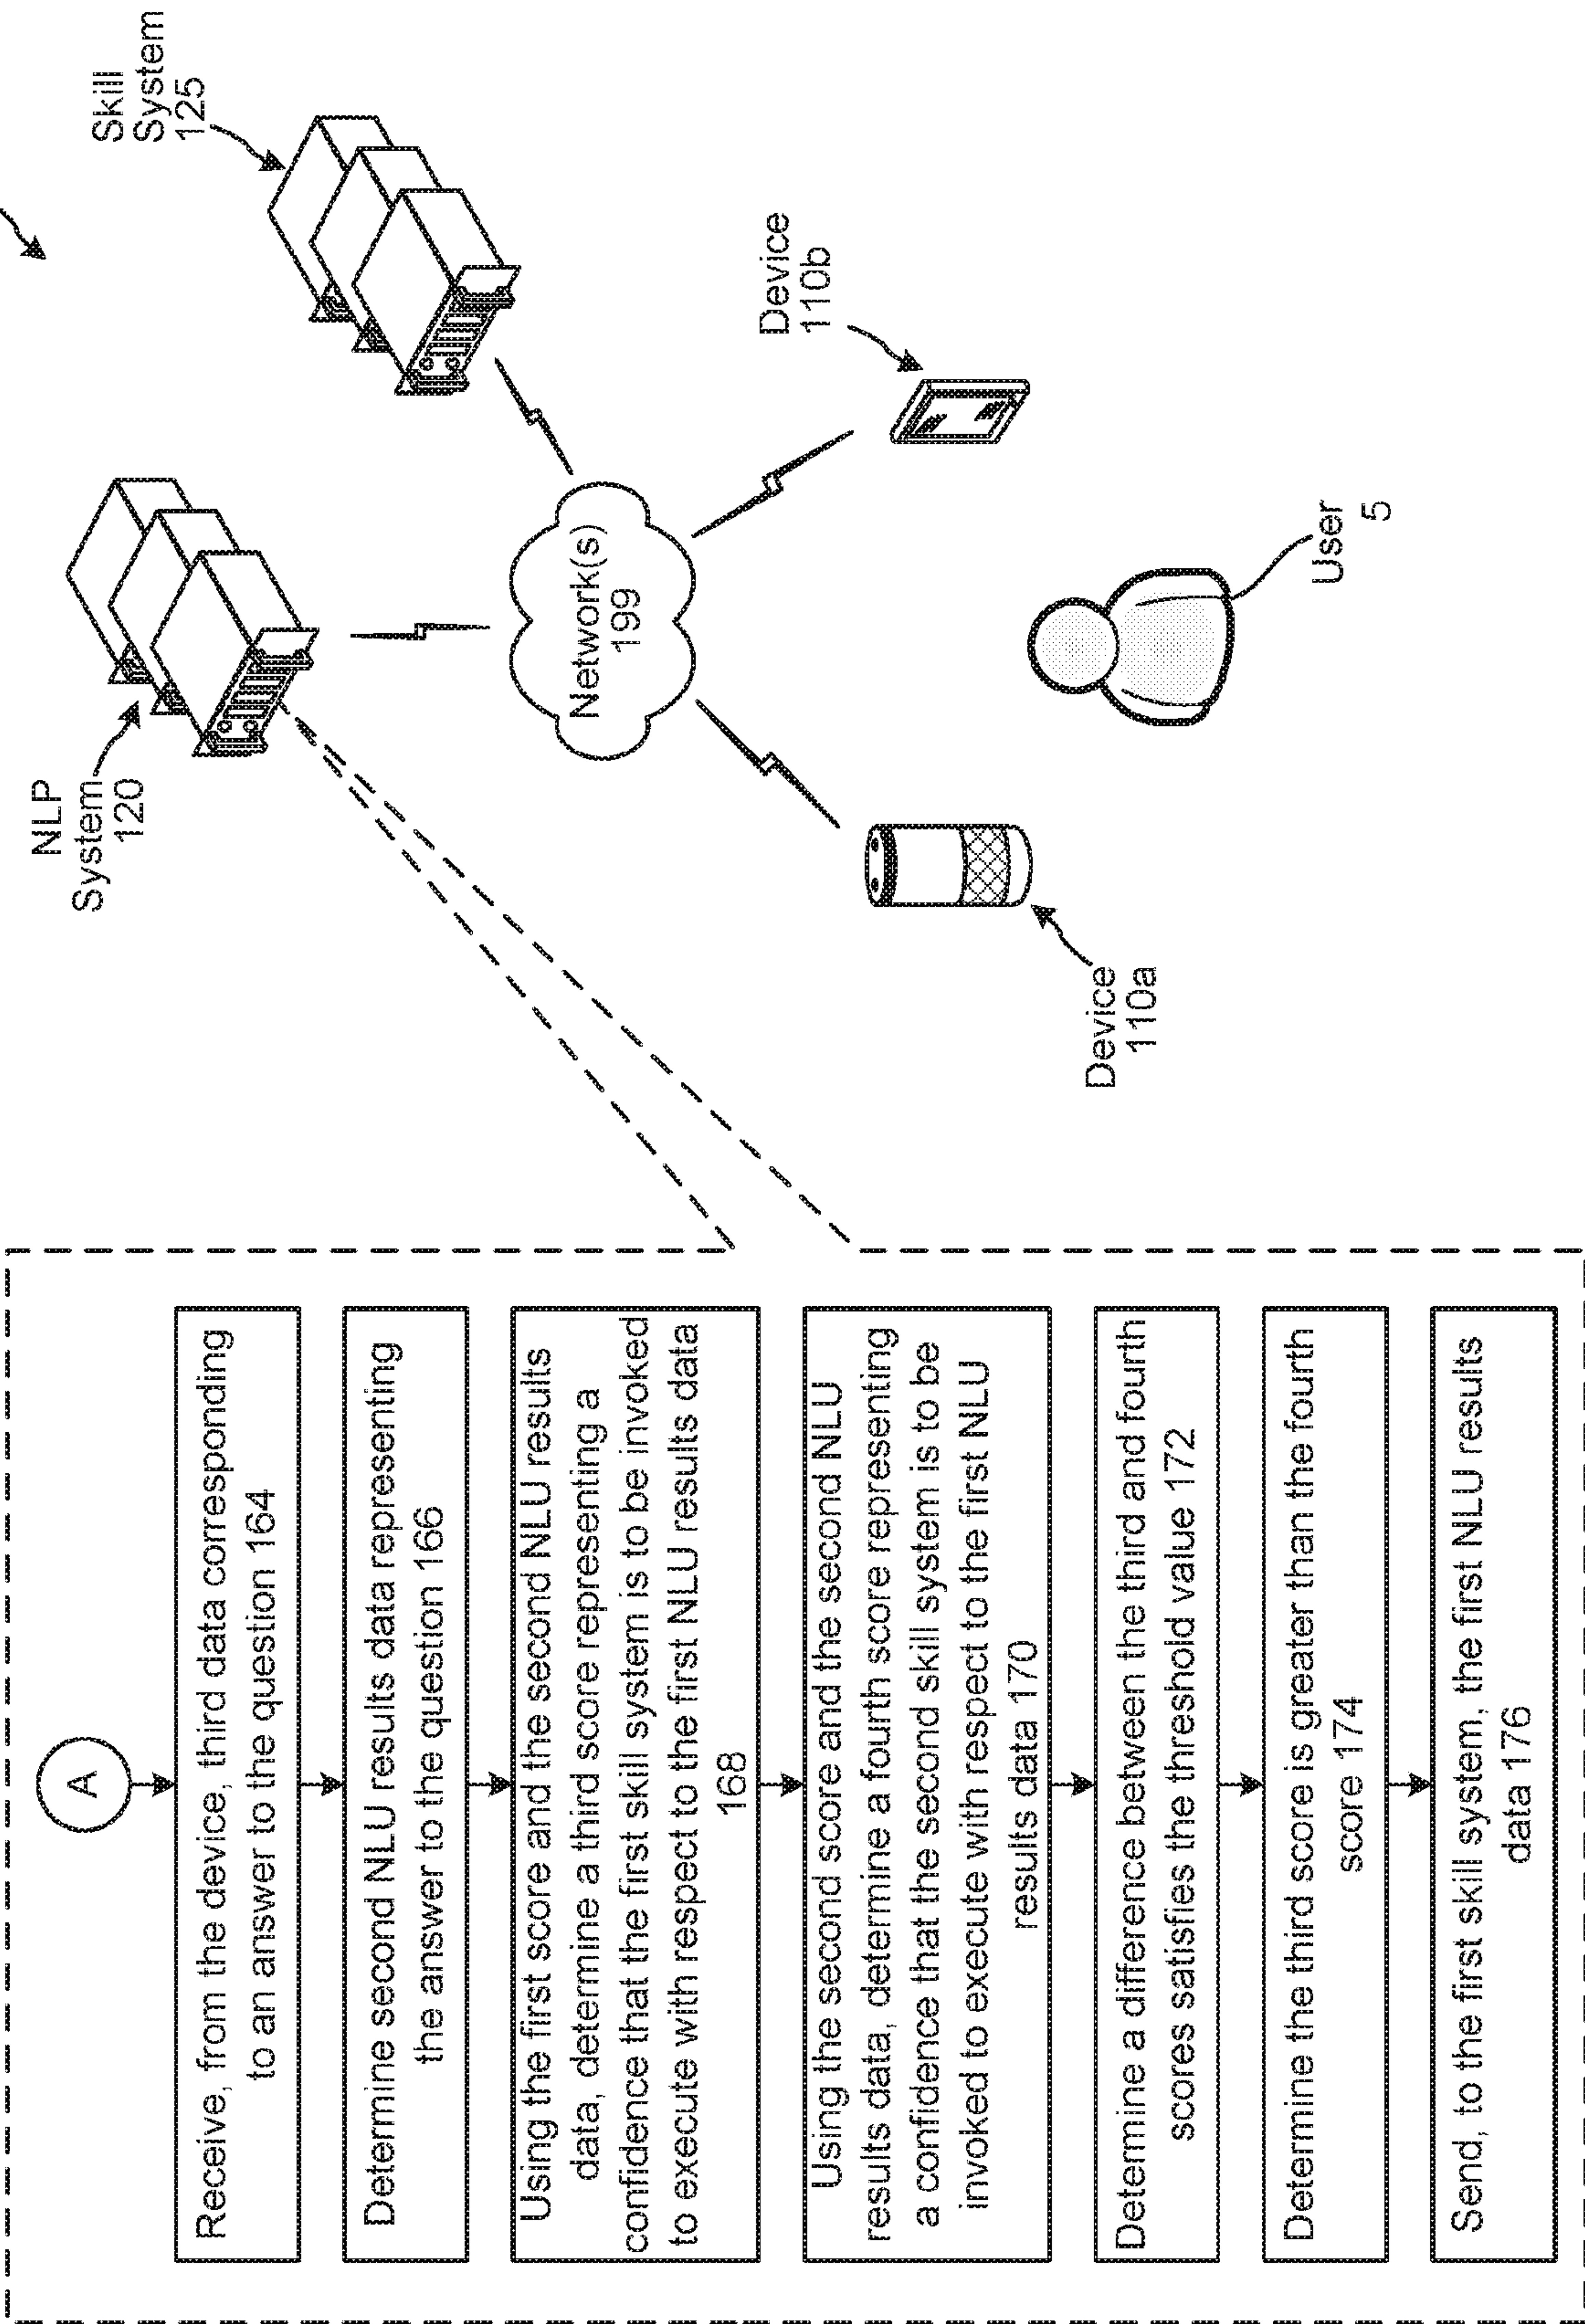 A
Receive, from the device, third data corresponding
to an answer to the question 164
Determine second NLU results data representing
the answer to the question 166
Using the first score and the second NLU results
data, determine a third score representing a
confidence that the first skill system is to be invoked
to execute with respect to the first NLU results data
168
Using the second score and the second NLU
results data, determine a fourth score representing
a confidence that the second skill system is to be
invoked to execute with respect to the first NLU
results data 170
Determine a difference between the third and fourth
scores satisfies the threshold value 172
Determine the third score is greater than the fourth
score 174
Send, to the first skill system, the first NLU results
data 176
NLP
System
120
Skill
System
125
Network(s)
199
Device
110b
Device
110a
User
5